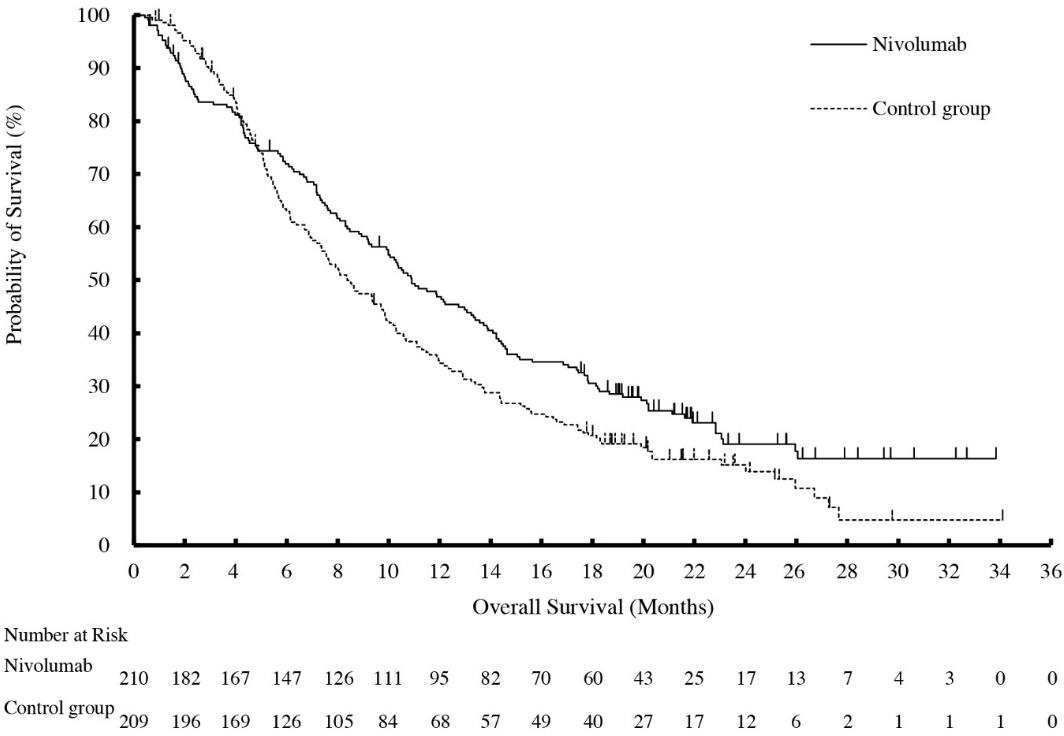 Probability of Survival (%)
100
90
80
70
60
50
40
30
20
10
0
Nivolumab
Control group
0 2 4 6 8 10 12 14 16 18 20 22 24 26 28 30 32 34 36
Overall Survival (Months)
Number at Risk
Nivolumab 210 182 167 147 126 111 95 82 70 60 43 25 17 13 7 4 3 0 0
Control group 209 196 169 126 105 84 68 57 49 40 27 17 12 6 2 1 1 1 0